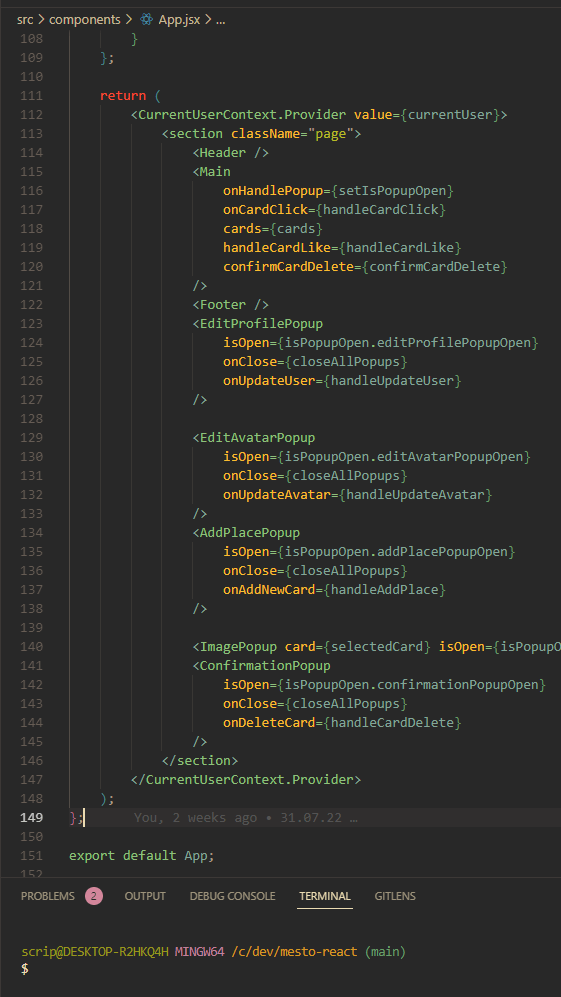 src > components > App.jsx > ...
108 }
109 };
110
111 return (
112 <CurrentUserContext.Provider value={currentUser}>
113 <section className="page">
114 <Header />
115 <Main
116 onHandlePopup={setIsPopupOpen}
117 onCardClick={handleCardClick}
118 cards={cards}
119 handleCardLike={handleCardLike}
120 confirmCardDelete={confirmCardDelete}
121 />
122 <Footer />
123 <EditProfilePopup
124 isOpen={isPopupOpen.editProfilePopupOpen}
125 onClose={closeAllPopups}
126 onUpdateUser={handleUpdateUser}
127 />
128
129 <EditAvatarPopup
130 isOpen={isPopupOpen.editAvatarPopupOpen}
131 onClose={closeAllPopups}
132 onUpdateAvatar={handleUpdateAvatar}
133 />
134 <AddPlacePopup
135 isOpen={isPopupOpen.addPlacePopupOpen}
136 onClose={closeAllPopups}
137 onAddNewCard={handleAddPlace}
138 />
139
140 <ImagePopup card={selectedCard} isOpen={isPopupO
141 <ConfirmationPopup
142 isOpen={isPopupOpen.confirmationPopupOpen}
143 onClose={closeAllPopups}
144 onDeleteCard={handleCardDelete}
145 />
146 </section>
147 </CurrentUserContext.Provider>
148 );
149 }; You, 2 weeks ago • 31.07.22 …
150
151 export default App;
152
PROBLEMS 2 OUTPUT DEBUG CONSOLE TERMINAL GITLENS
scrip@DESKTOP-R2HKQ4H MINGW64 /c/dev/mesto-react (main)
$